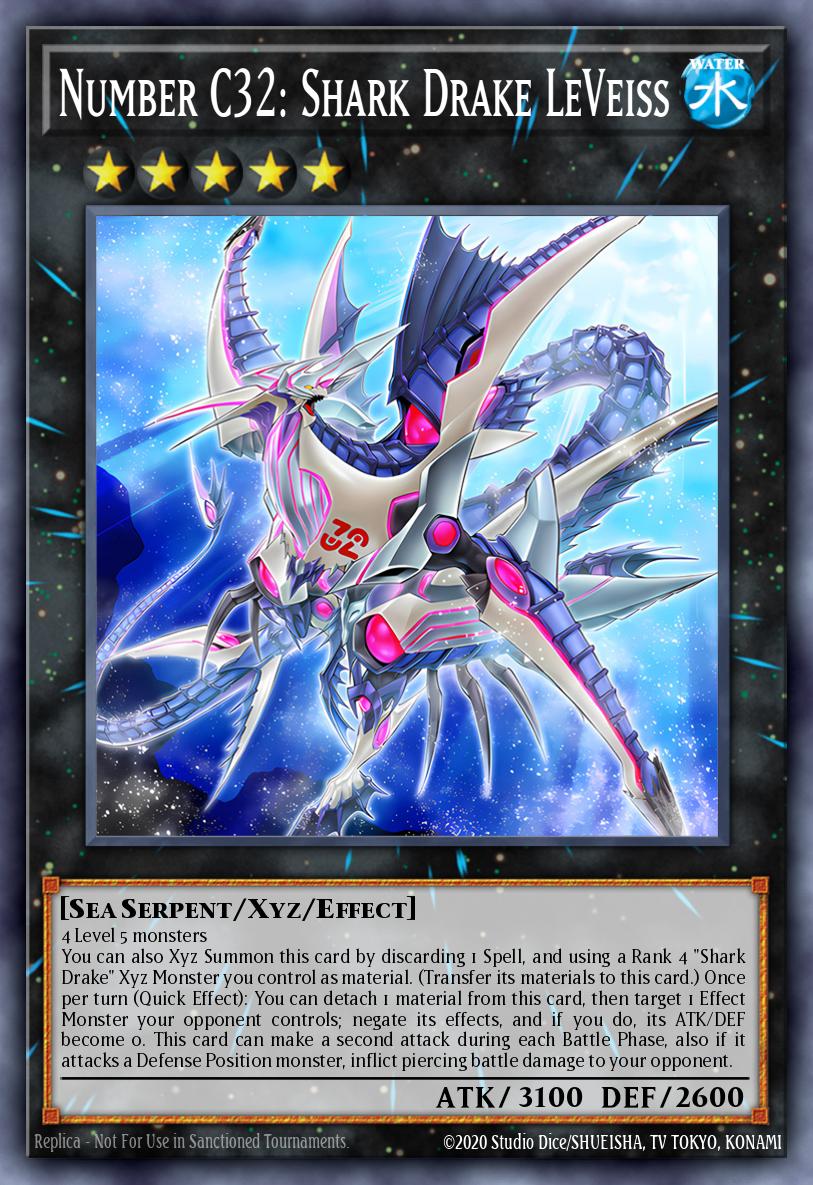 Number C32: Shark Drake LeVeiss
WATER
水
[Sea Serpent/Xyz/Effect]
4 Level 5 monsters
You can also Xyz Summon this card by discarding 1 Spell, and using a Rank 4 "Shark
Drake" Xyz Monster you control as material. (Transfer its materials to this card.) Once
per turn (Quick Effect): You can detach 1 material from this card, then target 1 Effect
Monster your opponent controls; negate its effects, and if you do, its ATK/DEF
become 0. This card can make a second attack during each Battle Phase, also if it
attacks a Defense Position monster, inflict piercing battle damage to your opponent.
ATK/ 3100 DEF/2600
Replica - Not For Use in Sanctioned Tournaments.
©2020 Studio Dice/SHUEISHA, TV TOKYO, KONAMI